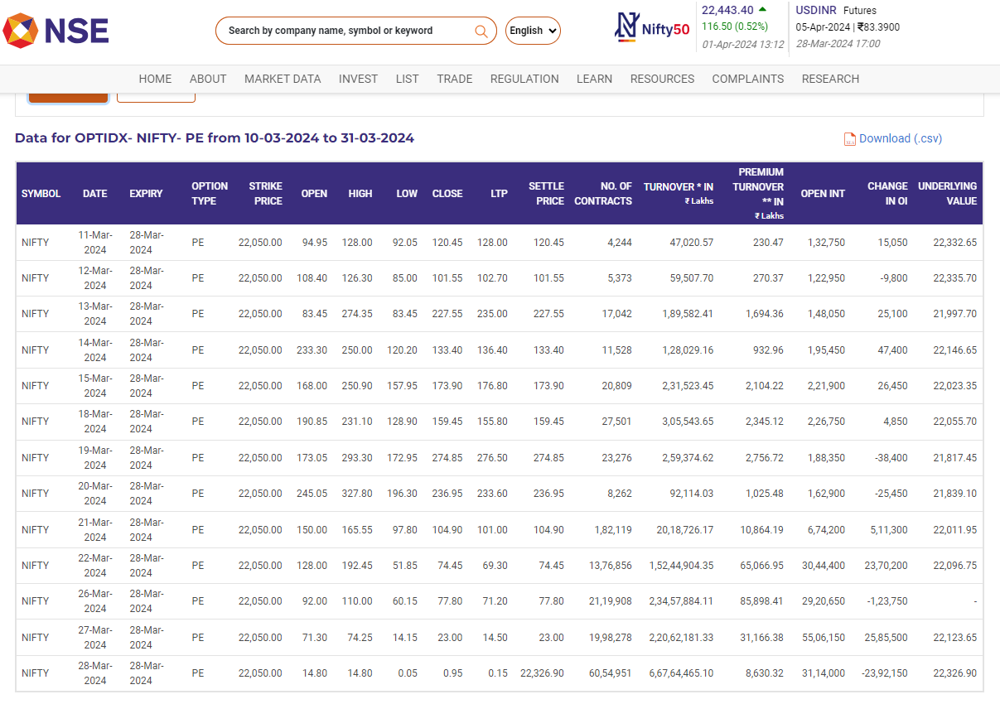 NSE
Search by company name, symbol or keyword
English
Nifty50
22,443.40
116.50 (0.52%)
01-Apr-2024 13:12
USDINR Futures
05-Apr-2024 | ₹83.3900
28-Mar-2024 17:00
HOME ABOUT MARKET DATA INVEST LIST TRADE REGULATION LEARN RESOURCES COMPLAINTS RESEARCH
Data for OPTIDX- NIFTY- PE from 10-03-2024 to 31-03-2024
Download (.csv)
SYMBOL DATE EXPIRY OPTION TYPE STRIKE PRICE OPEN HIGH LOW CLOSE LTP SETTLE PRICE NO. OF CONTRACTS TURNOVER * IN ₹ Lakhs PREMIUM TURNOVER ** IN ₹ Lakhs OPEN INT CHANGE IN OI UNDERLYING VALUE
NIFTY 11-Mar-2024 28-Mar-2024 PE 22,050.00 94.95 128.00 92.05 120.45 128.00 120.45 4,244 47,020.57 230.47 1,32,750 15,050 22,332.65
NIFTY 12-Mar-2024 28-Mar-2024 PE 22,050.00 108.40 126.30 85.00 101.55 102.70 101.55 5,373 59,507.70 270.37 1,22,950 -9,800 22,335.70
NIFTY 13-Mar-2024 28-Mar-2024 PE 22,050.00 83.45 274.35 83.45 227.55 235.00 227.55 17,042 1,89,582.41 1,694.36 1,48,050 25,100 21,997.70
NIFTY 14-Mar-2024 28-Mar-2024 PE 22,050.00 233.30 250.00 120.20 133.40 136.40 133.40 11,528 1,28,029.16 932.96 1,95,450 47,400 22,146.65
NIFTY 15-Mar-2024 28-Mar-2024 PE 22,050.00 168.00 250.90 157.95 173.90 176.80 173.90 20,809 2,31,523.45 2,104.22 2,21,900 26,450 22,023.35
NIFTY 18-Mar-2024 28-Mar-2024 PE 22,050.00 190.85 231.10 128.90 159.45 155.80 159.45 27,501 3,05,543.65 2,345.12 2,26,750 4,850 22,055.70
NIFTY 19-Mar-2024 28-Mar-2024 PE 22,050.00 173.05 293.30 172.95 274.85 276.50 274.85 23,276 2,59,374.62 2,756.72 1,88,350 -38,400 21,817.45
NIFTY 20-Mar-2024 28-Mar-2024 PE 22,050.00 245.05 327.80 196.30 236.95 233.60 236.95 8,262 92,114.03 1,025.48 1,62,900 -25,450 21,839.10
NIFTY 21-Mar-2024 28-Mar-2024 PE 22,050.00 150.00 165.55 97.80 104.90 101.00 104.90 1,82,119 20,18,726.17 10,864.19 6,74,200 5,11,300 22,011.95
NIFTY 22-Mar-2024 28-Mar-2024 PE 22,050.00 128.00 192.45 51.85 74.45 69.30 74.45 13,76,856 1,52,44,904.35 65,066.95 30,44,400 23,70,200 22,096.75
NIFTY 26-Mar-2024 28-Mar-2024 PE 22,050.00 92.00 110.00 60.15 77.80 71.20 77.80 21,19,908 2,34,57,884.11 85,898.41 29,20,650 -1,23,750 -
NIFTY 27-Mar-2024 28-Mar-2024 PE 22,050.00 71.30 74.25 14.15 23.00 14.50 23.00 19,98,278 2,20,62,181.33 31,166.38 55,06,150 25,85,500 22,123.65
NIFTY 28-Mar-2024 28-Mar-2024 PE 22,050.00 14.80 14.80 0.05 0.95 0.15 22,326.90 60,54,951 6,67,64,465.10 8,630.32 31,14,000 -23,92,150 22,326.90